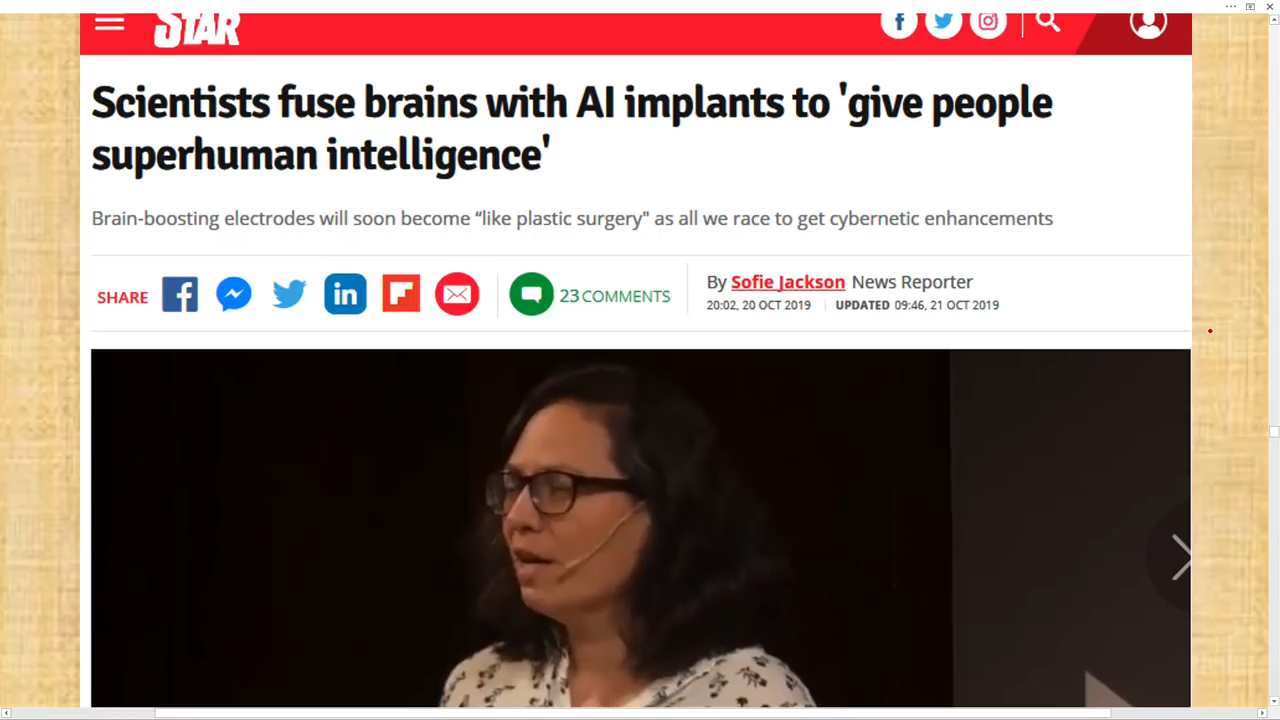 STAR
Scientists fuse brains with AI implants to 'give people
superhuman intelligence'
Brain-boosting electrodes will soon become “like plastic surgery" as all we race to get cybernetic enhancements
SHARE
23 COMMENTS
By Sofie Jackson News Reporter
20:02, 20 OCT 2019 UPDATED 09:46, 21 OCT 2019